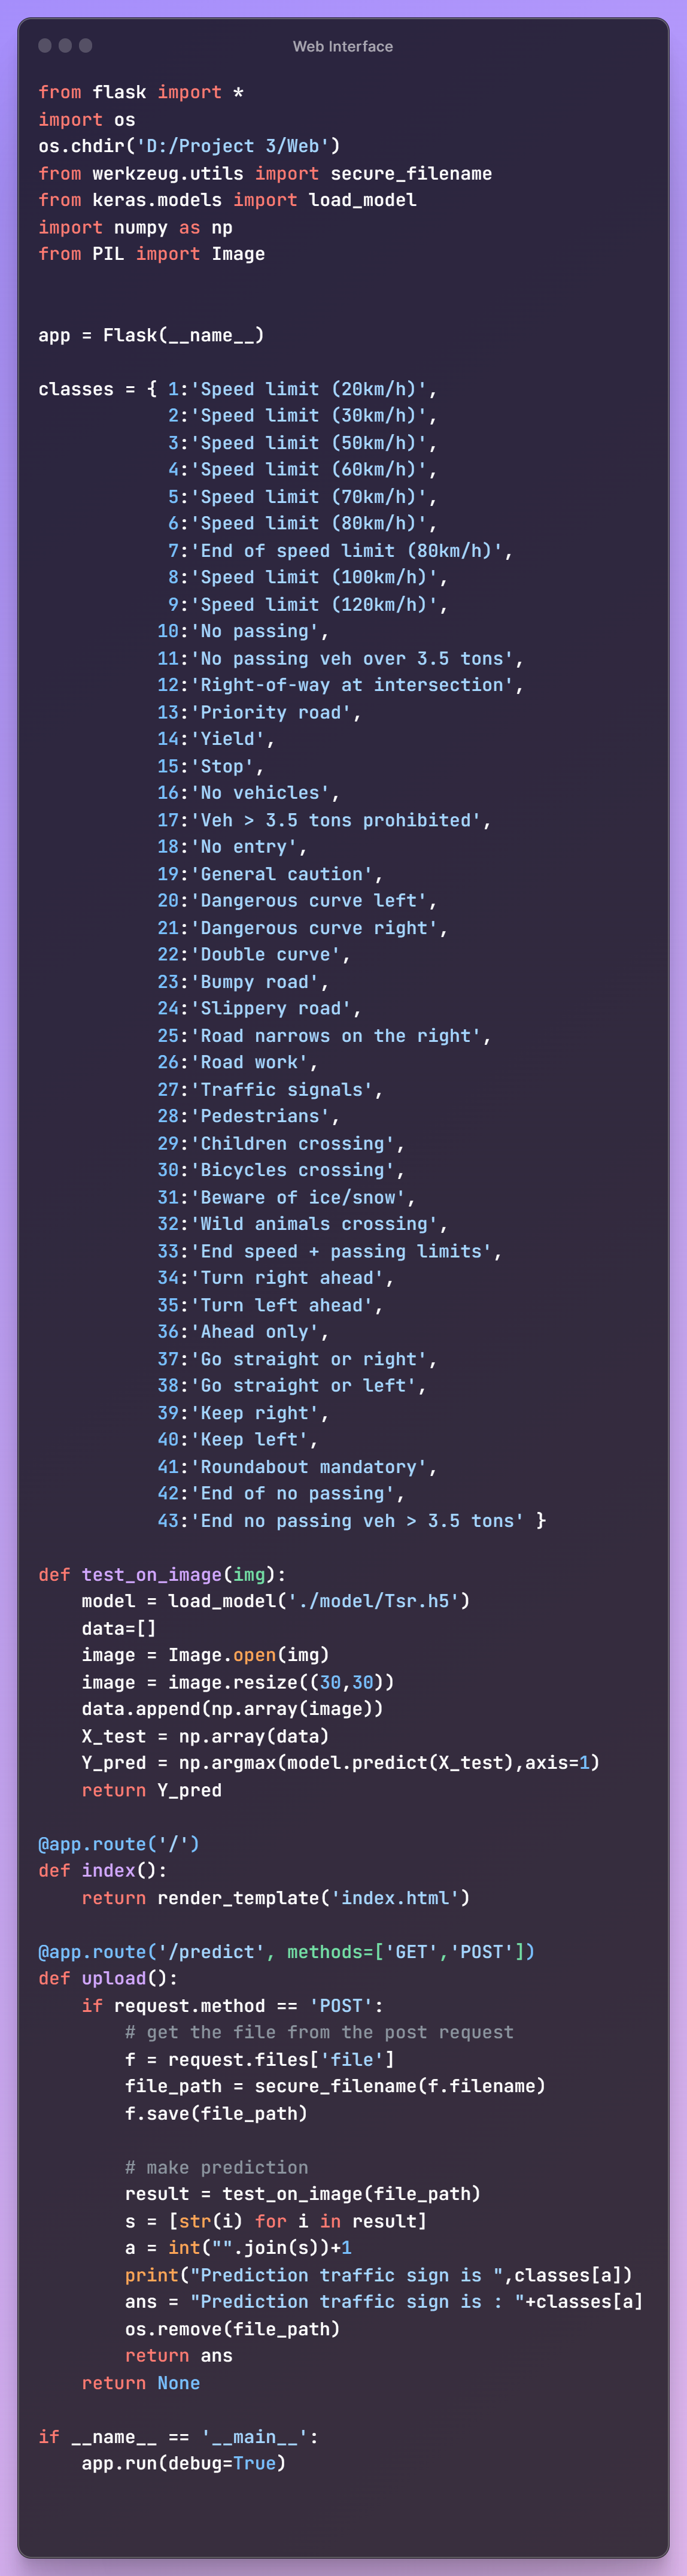 Web Interface
from flask import *
import os
os.chdir('D:/Project 3/Web')
from werkzeug.utils import secure_filename
from keras.models import load_model
import numpy as np
from PIL import Image
app = Flask(__name__)
classes = { 1:'Speed limit (20km/h)',
2:'Speed limit (30km/h)',
3:'Speed limit (50km/h)',
4:'Speed limit (60km/h)',
5:'Speed limit (70km/h)',
6:'Speed limit (80km/h)',
7:'End of speed limit (80km/h)',
8:'Speed limit (100km/h)',
9:'Speed limit (120km/h)',
10:'No passing',
11:'No passing veh over 3.5 tons',
12:'Right-of-way at intersection',
13:'Priority road',
14:'Yield',
15:'Stop',
16:'No vehicles',
17:'Veh > 3.5 tons prohibited',
18:'No entry',
19:'General caution',
20:'Dangerous curve left',
21:'Dangerous curve right',
22:'Double curve',
23:'Bumpy road',
24:'Slippery road',
25:'Road narrows on the right',
26:'Road work',
27:'Traffic signals',
28:'Pedestrians',
29:'Children crossing',
30:'Bicycles crossing',
31:'Beware of ice/snow',
32:'Wild animals crossing',
33:'End speed + passing limits',
34:'Turn right ahead',
35:'Turn left ahead',
36:'Ahead only',
37:'Go straight or right',
38:'Go straight or left',
39:'Keep right',
40:'Keep left',
41:'Roundabout mandatory',
42:'End of no passing',
43:'End no passing veh > 3.5 tons' }
def test_on_image(img):
model = load_model('./model/Tsr.h5')
data=[]
image = Image.open(img)
image = image.resize((30,30))
data.append(np.array(image))
X_test = np.array(data)
Y_pred = np.argmax(model.predict(X_test),axis=1)
return Y_pred
@app.route('/')
def index():
return render_template('index.html')
@app.route('/predict', methods=['GET','POST'])
def upload():
if request.method == 'POST':
# get the file from the post request
f = request.files['file']
file_path = secure_filename(f.filename)
f.save(file_path)
# make prediction
result = test_on_image(file_path)
s = [str(i) for i in result]
a = int("".join(s))+1
print("Prediction traffic sign is ",classes[a])
ans = "Prediction traffic sign is : "+classes[a]
os.remove(file_path)
return ans
return None
if __name__ == '__main__':
app.run(debug=True)